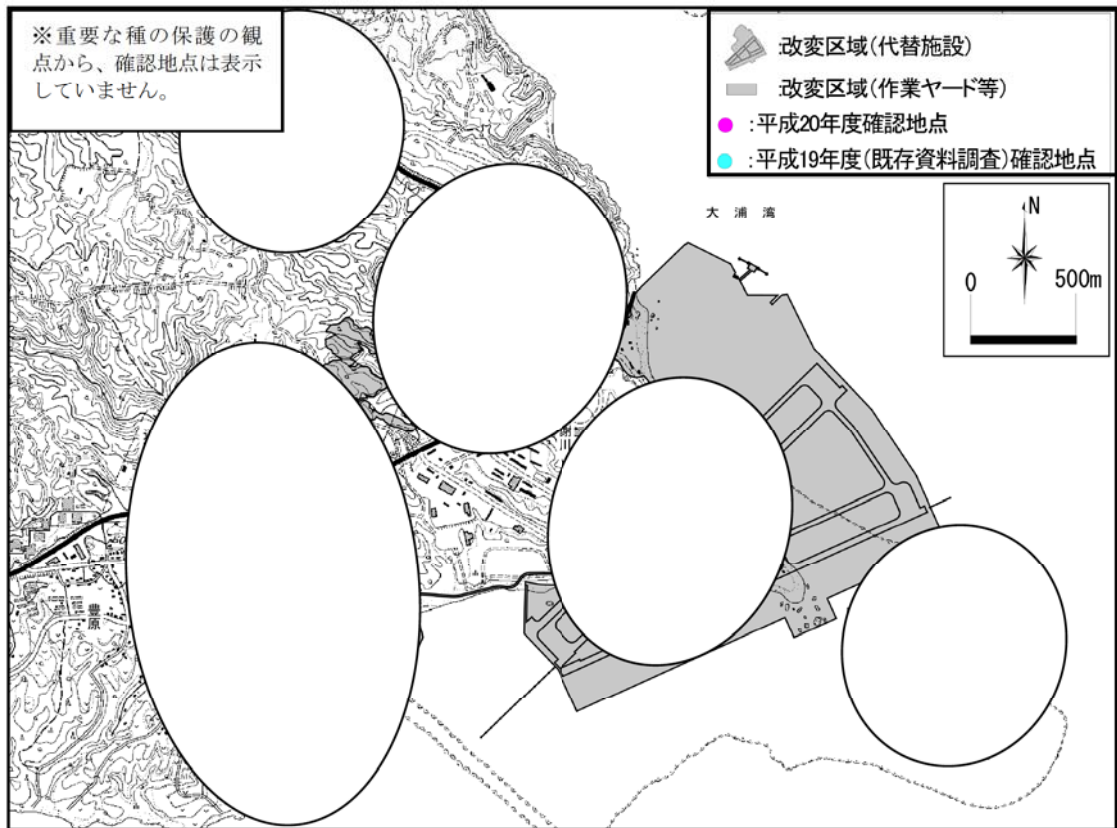 ※重要な種の保護の観
点から、確認地点は表示
していません。
:改変区域(代替施設)
:改変区域(作業ヤード等)
:平成20年度確認地点
:平成19年度(既存資料調査)確認地点
大浦湾
N
0 500m
豊原